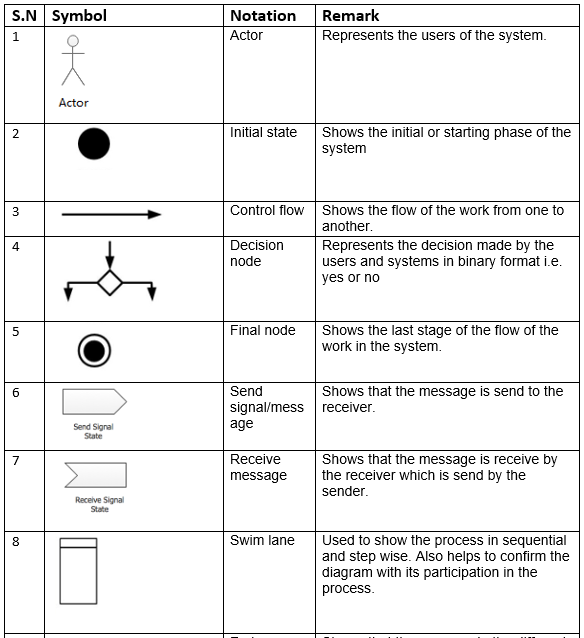 S.N Symbol Notation Remark
1 Actor Represents the users of the system.
Actor
2 Initial state Shows the initial or starting phase of the
system
3 Control flow Shows the flow of the work from one to
another.
4 Decision Represents the decision made by the
node users and systems in binary format i.e.
yes or no
5 Final node Shows the last stage of the flow of the
work in the system.
6 Send Shows that the message is send to the
signal/mess receiver.
age
Send Signal
State
7 Receive Shows that the message is receive by
message the receiver which is send by the
sender.
Receive Signal
State
8 Swim lane Used to show the process in sequential
and step wise. Also helps to confirm the
diagram with its participation in the
process.